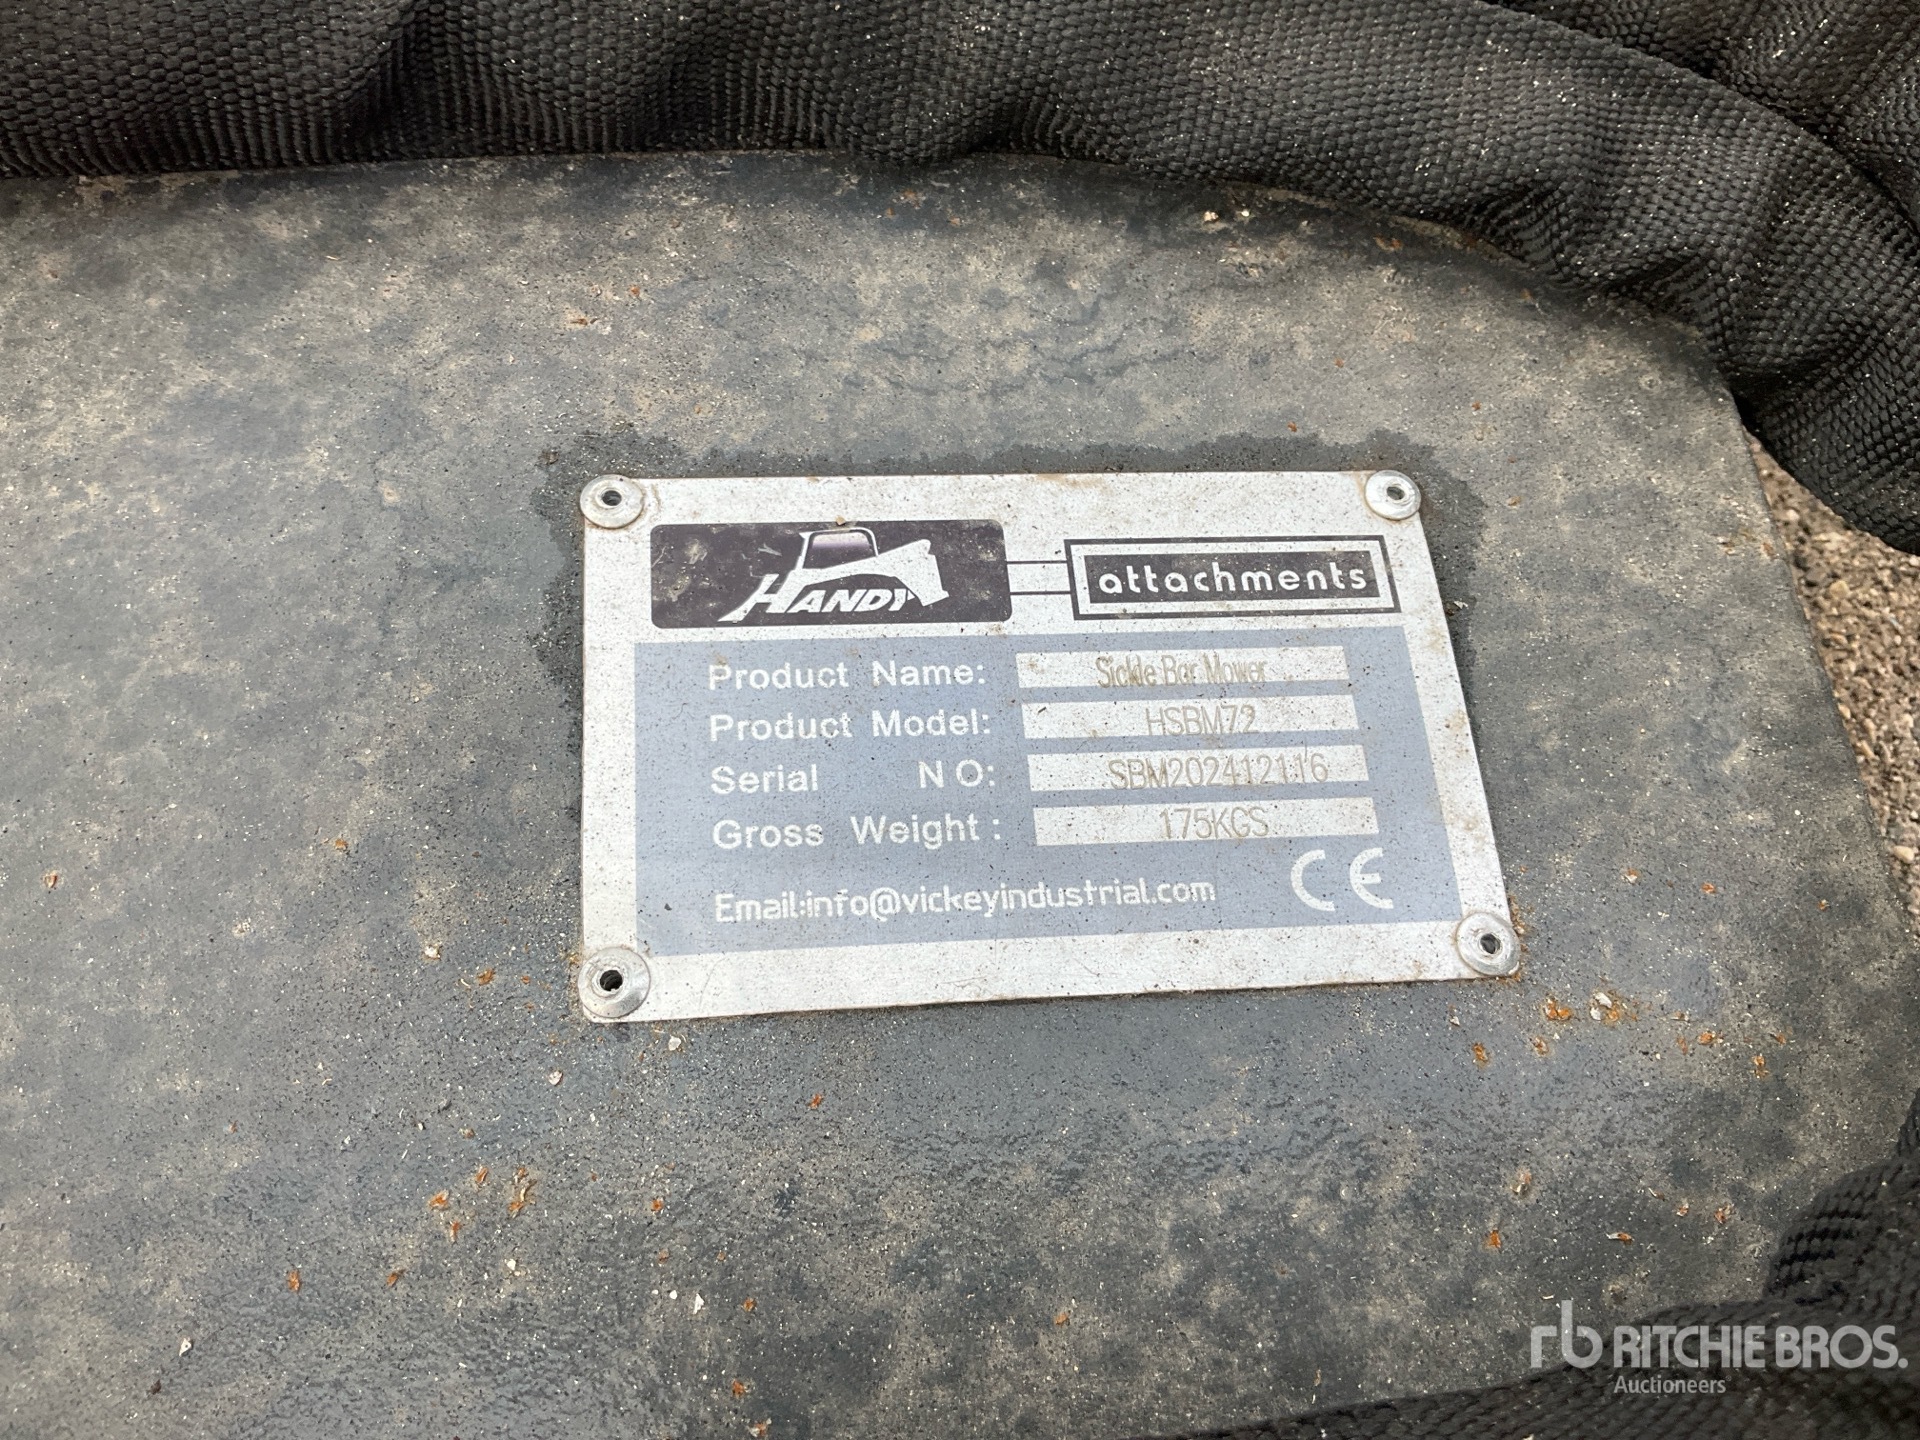 HANDY attachments
Product Name: Sickle Bar Mower
Product Model: HSBM72
Serial NO: SBM202412116
Gross Weight: 175KGS
Email:info@vickeyindustrial.com CE
rb RITCHIE BROS.
Auctioneers